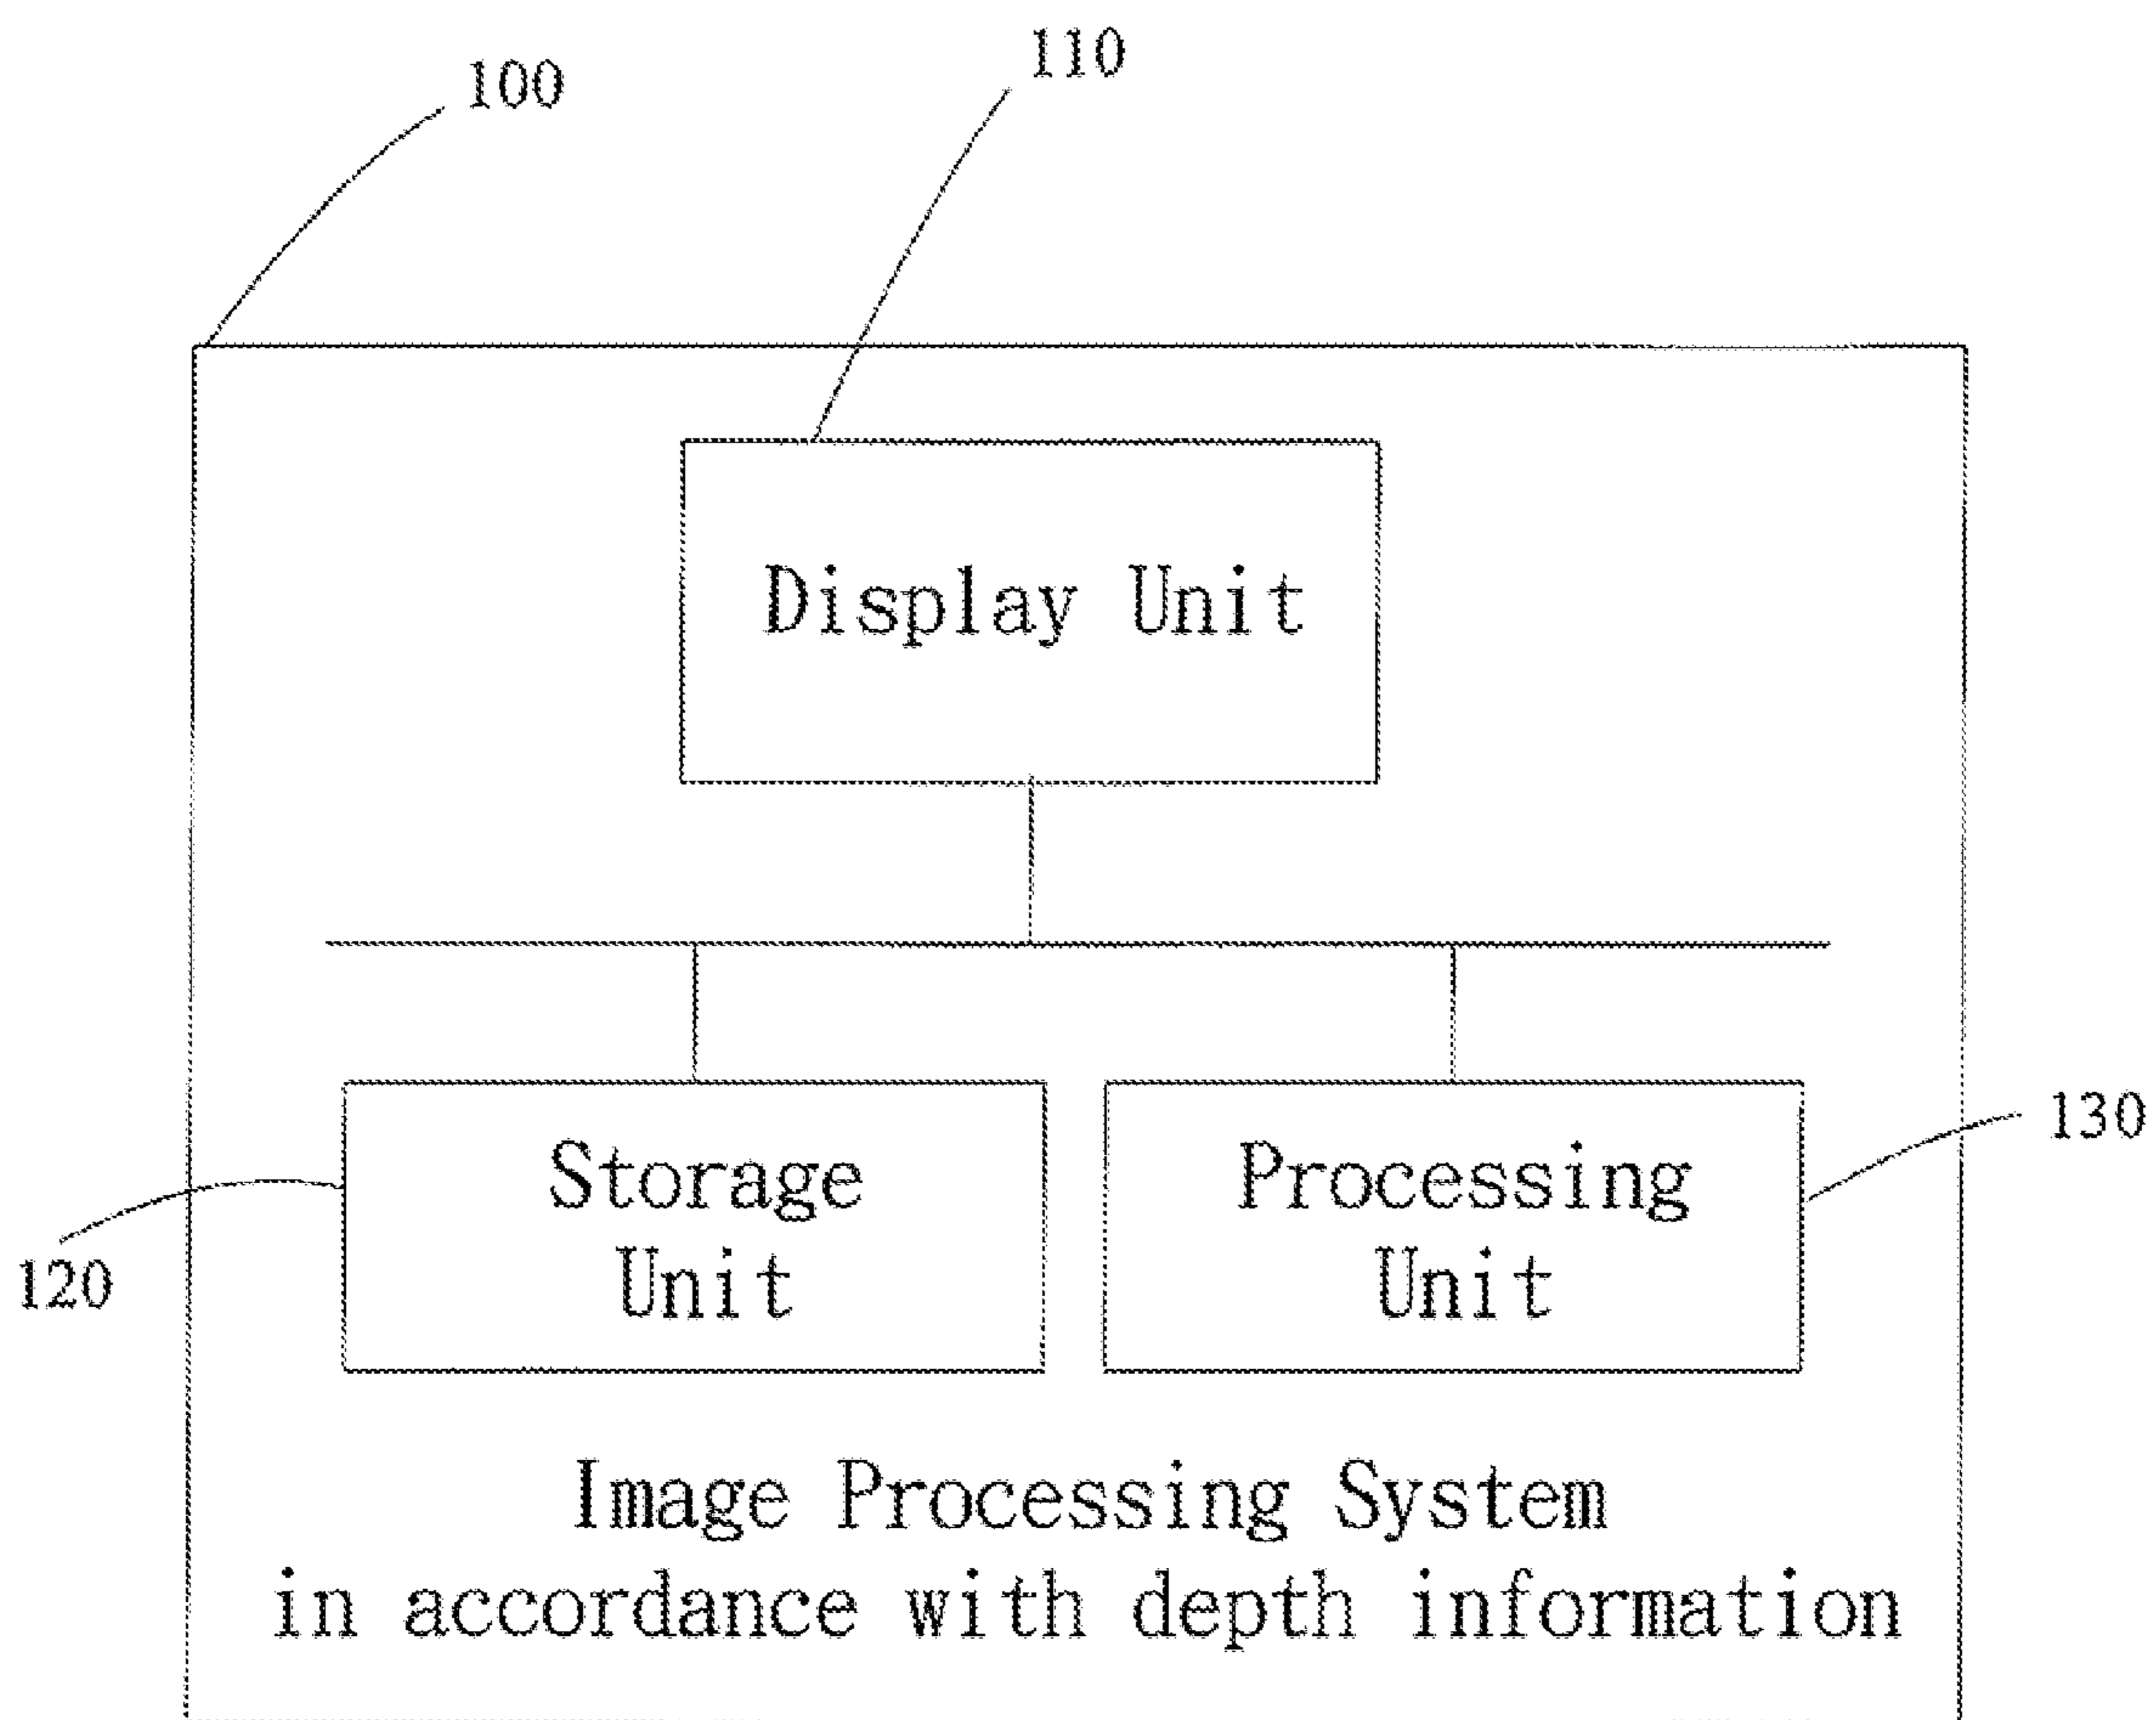 110
100
Display Unit
130
Storage
Unit
Processing
Unit
120
Image Processing System
in accordance with depth information